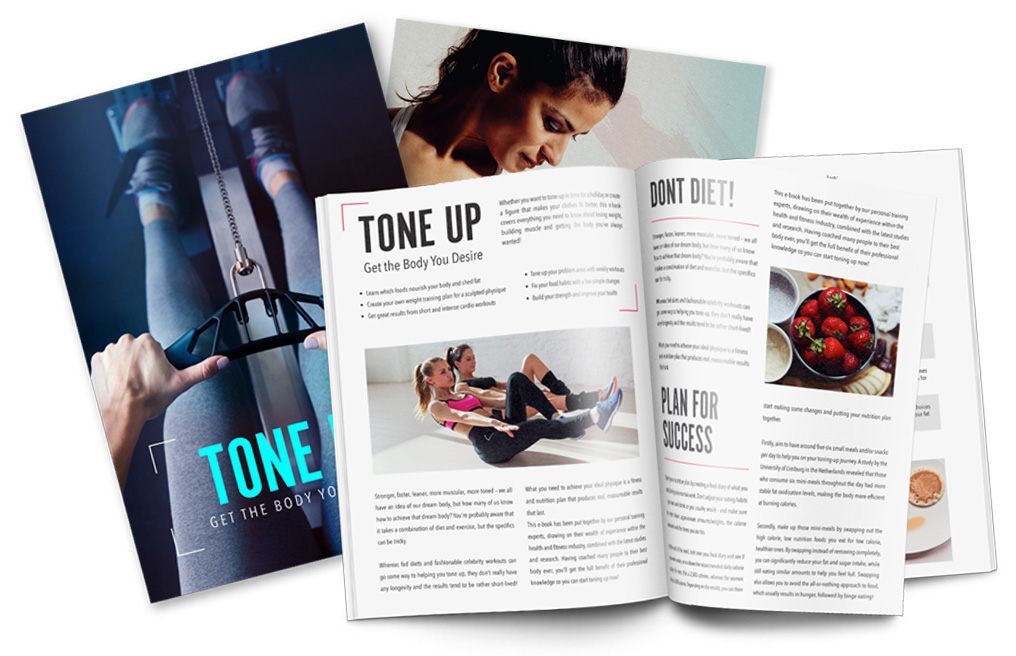 TONE
GET THE BODY YO
TONE UP
Get the Body You Desire
Whether you want to tone-up in time for a holiday or create
a figure that makes your clothes fit better, this e-book
covers everything you need to know about losing weight,
building muscle and getting the body you've always
wanted!
• Learn which foods nourish your body and shed fat
• Create your own weight training plan for a sculpted physique
• Get great results from short and intense cardio workouts
• Tone up your problem areas with weekly workouts
• Fix your food habits with a few simple changes
• Build your strength and improve your health
Stronger, faster, leaner, more muscular, more toned – we all
have an idea of our dream body, but how many of us know
how to achieve that dream body? You're probably aware that
it takes a combination of diet and exercise, but the specifics
can be tricky.
Whereas fad diets and fashionable celebrity workouts can
go some way to helping you tone up, they don't really have
any longevity and the results tend to be rather short-lived!
What you need to achieve your ideal physique is a fitness
and nutrition plan that produces real, measurable results
that last.
This e-book has been put together by our personal training
experts, drawing on their wealth of experience within the
health and fitness industry, combined with the latest studies
and research. Having coached many people to their best
body ever, you'll get the full benefit of their professional
knowledge so you can start toning up now!
DONT DIET!
Stronger, faster, leaner, more muscular, more toned – we all
have an idea of our dream body, but how many of us know
how to achieve that dream body? You're probably aware that
it takes a combination of diet and exercise, but the specifics
can be tricky.
Whereas fad diets and fashionable celebrity workouts can
go some way to helping you tone up, they don't really have
any longevity and the results tend to be rather short-lived!
What you need to achieve your ideal physique is a fitness
and nutrition plan that produces real, measurable results
that last.
PLAN FOR
SUCCESS
This e-book has been put together by our personal training
experts, drawing on their wealth of experience within the
health and fitness industry, combined with the latest studies
and research. Having coached many people to their best
body ever, you'll get the full benefit of their professional
knowledge so you can start toning up now!
start making some changes and putting your nutrition plan
together.
Firstly, aim to have around five-six small meals and/or snacks
per day to help you on your toning-up journey. A study by the
University of Limburg in the Netherlands revealed that those
who consume six mini-meals throughout the day had more
stable fat oxidation levels, making the body more efficient
at burning calories.
Secondly, make up those mini-meals by swapping out the
high calorie, low nutrition foods you eat for low calorie,
healthier ones. By swapping instead of removing completely,
you can significantly reduce your fat and sugar intake, while
still eating similar amounts to help you feel full. Swapping
also allows you to avoid the all-or-nothing approach to food,
which usually results in hunger, followed by binge eating!